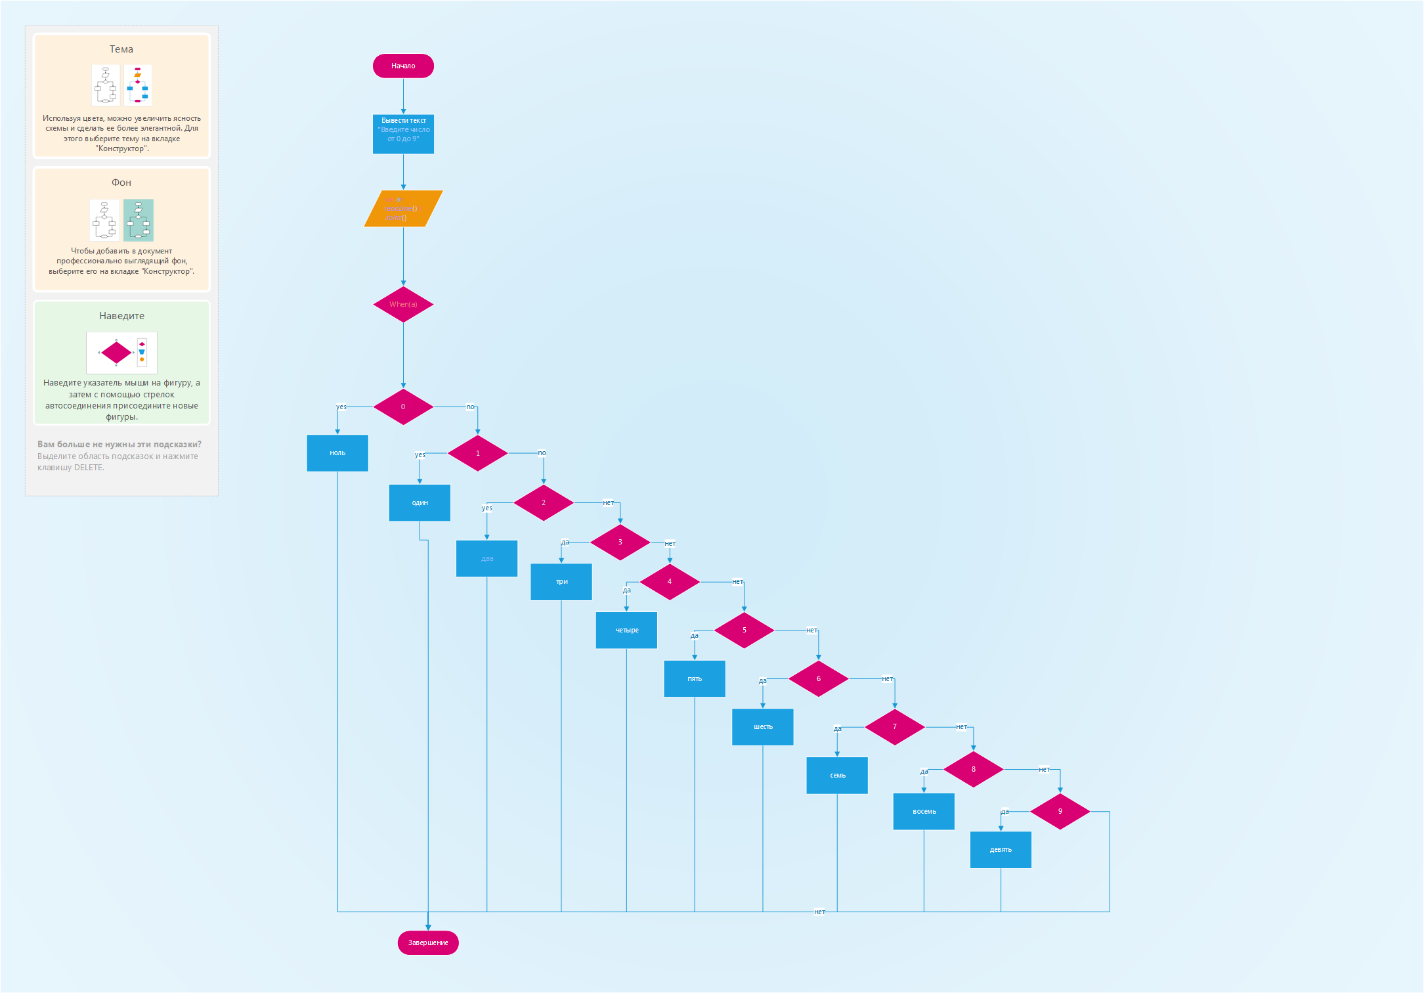 Тема
Используя цвета, можно увеличить ясность
схемы и сделать ее более элегантной. Для
этого выберите тему на вкладке
"Конструктор".
Фон
Чтобы добавить в документ
профессионально выглядящий фон,
выберите его на вкладке "Конструктор".
Наведите
Наведите указатель мыши на фигуру, а
затем с помощью стрелок
автосоединения присоедините новые
фигуры.
Вам больше не нужны эти подсказки?
Выделите область подсказок и нажмите
клавишу DELETE.
Начало
Вывести текст
"Введите число
от 0 до 9"
When(a)
0
yes
no
ноль
1
yes
no
один
2
yes
нет
два
3
да
нет
три
4
да
нет
четыре
5
да
нет
пять
6
да
нет
шесть
7
да
нет
семь
8
да
нет
восемь
9
да
девять
нет
Завершение